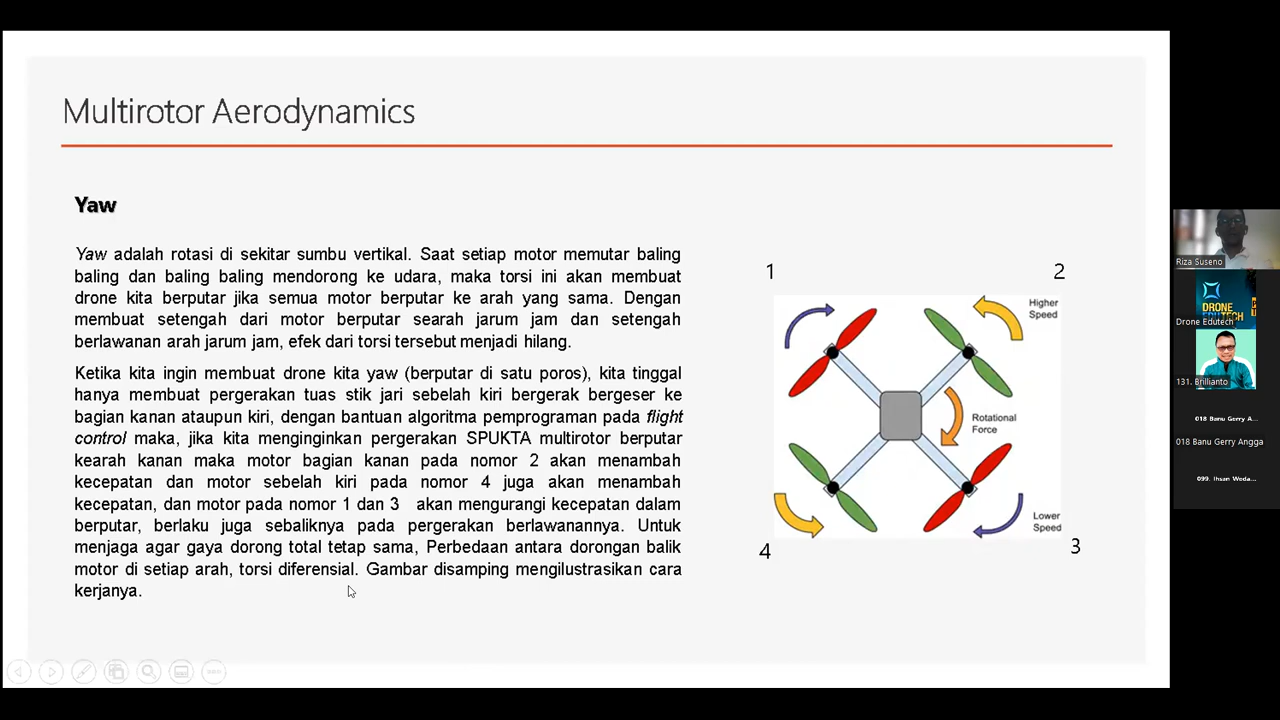 Multirotor Aerodynamics
Yaw
Yaw adalah rotasi di sekitar sumbu vertikal. Saat setiap motor memutar baling
baling dan baling baling mendorong ke udara, maka torsi ini akan membuat
drone kita berputar jika semua motor berputar ke arah yang sama. Dengan
membuat setengah dari motor berputar searah jarum jam dan setengah
berlawanan arah jarum jam, efek dari torsi tersebut menjadi hilang.
Ketika kita ingin membuat drone kita yaw (berputar di satu poros), kita tinggal
hanya membuat pergerakan tuas stik jari sebelah kiri bergerak bergeser ke
bagian kanan ataupun kiri, dengan bantuan algoritma pemprograman pada flight
control maka, jika kita menginginkan pergerakan SPUKTA multirotor berputar
kearah kanan maka motor bagian kanan pada nomor 2 akan menambah
kecepatan dan motor sebelah kiri pada nomor 4 juga akan menambah
kecepatan, dan motor pada nomor 1 dan 3 akan mengurangi kecepatan dalam
berputar, berlaku juga sebaliknya pada pergerakan berlawanannya. Untuk
menjaga agar gaya dorong total tetap sama, Perbedaan antara dorongan balik
motor di setiap arah, torsi diferensial. Gambar disamping mengilustrasikan cara
kerjanya.
1
2
Higher
Speed
Rotational
Force
Lower
Speed
4
3
Riza Suseno
DRONE
EDUTECH
Drone Edutech
131. Brilianto
018 Banu Gerry A...
018 Banu Gerry Angga
099. Ihsan Weda...